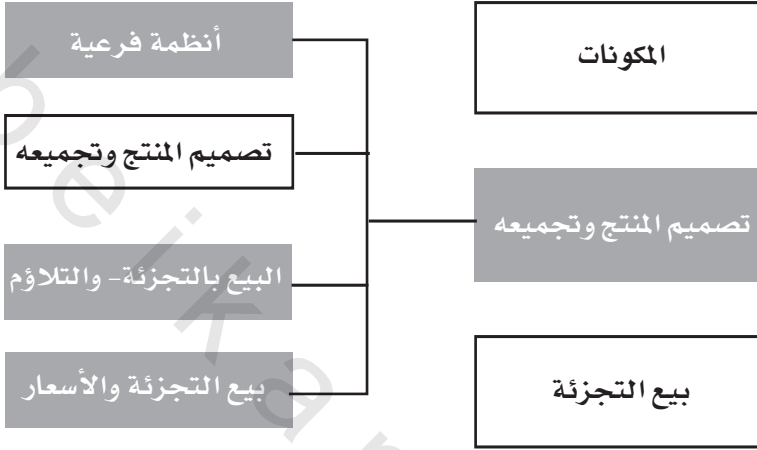 المكونات
تصميم المنتج وتجميعه
بيع التجزئة
أنظمة فرعية
تصميم المنتج وتجميعه
البيع بالتجزئة- والتلاؤم
بيع التجزئة والأسعار